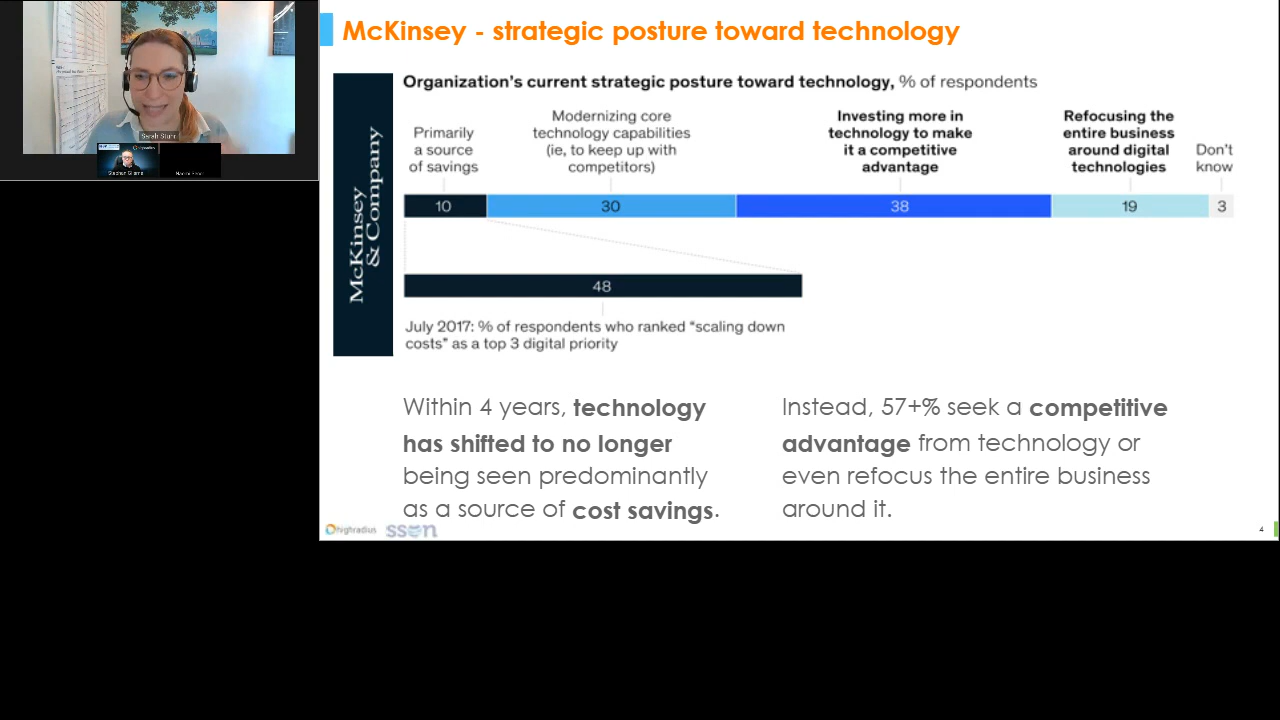 McKinsey - strategic posture toward technology
Organization's current strategic posture toward technology, % of respondents
Primarily
a source
of savings
Modernizing core
technology capabilities
(ie, to keep up with
competitors)
Investing more in
technology to make
it a competitive
advantage
Refocusing the
entire business
around digital
technologies
Don't
know
10
30
38
19
3
48
July 2017: % of respondents who ranked “scaling down
costs” as a top 3 digital priority
McKinsey
& Company
Within 4 years, technology
has shifted to no longer
being seen predominantly
as a source of cost savings.
Instead, 57+% seek a competitive
advantage from technology or
even refocus the entire business
around it.
highradius
sson
4
Sarah Stuhr
highradius
Stephen